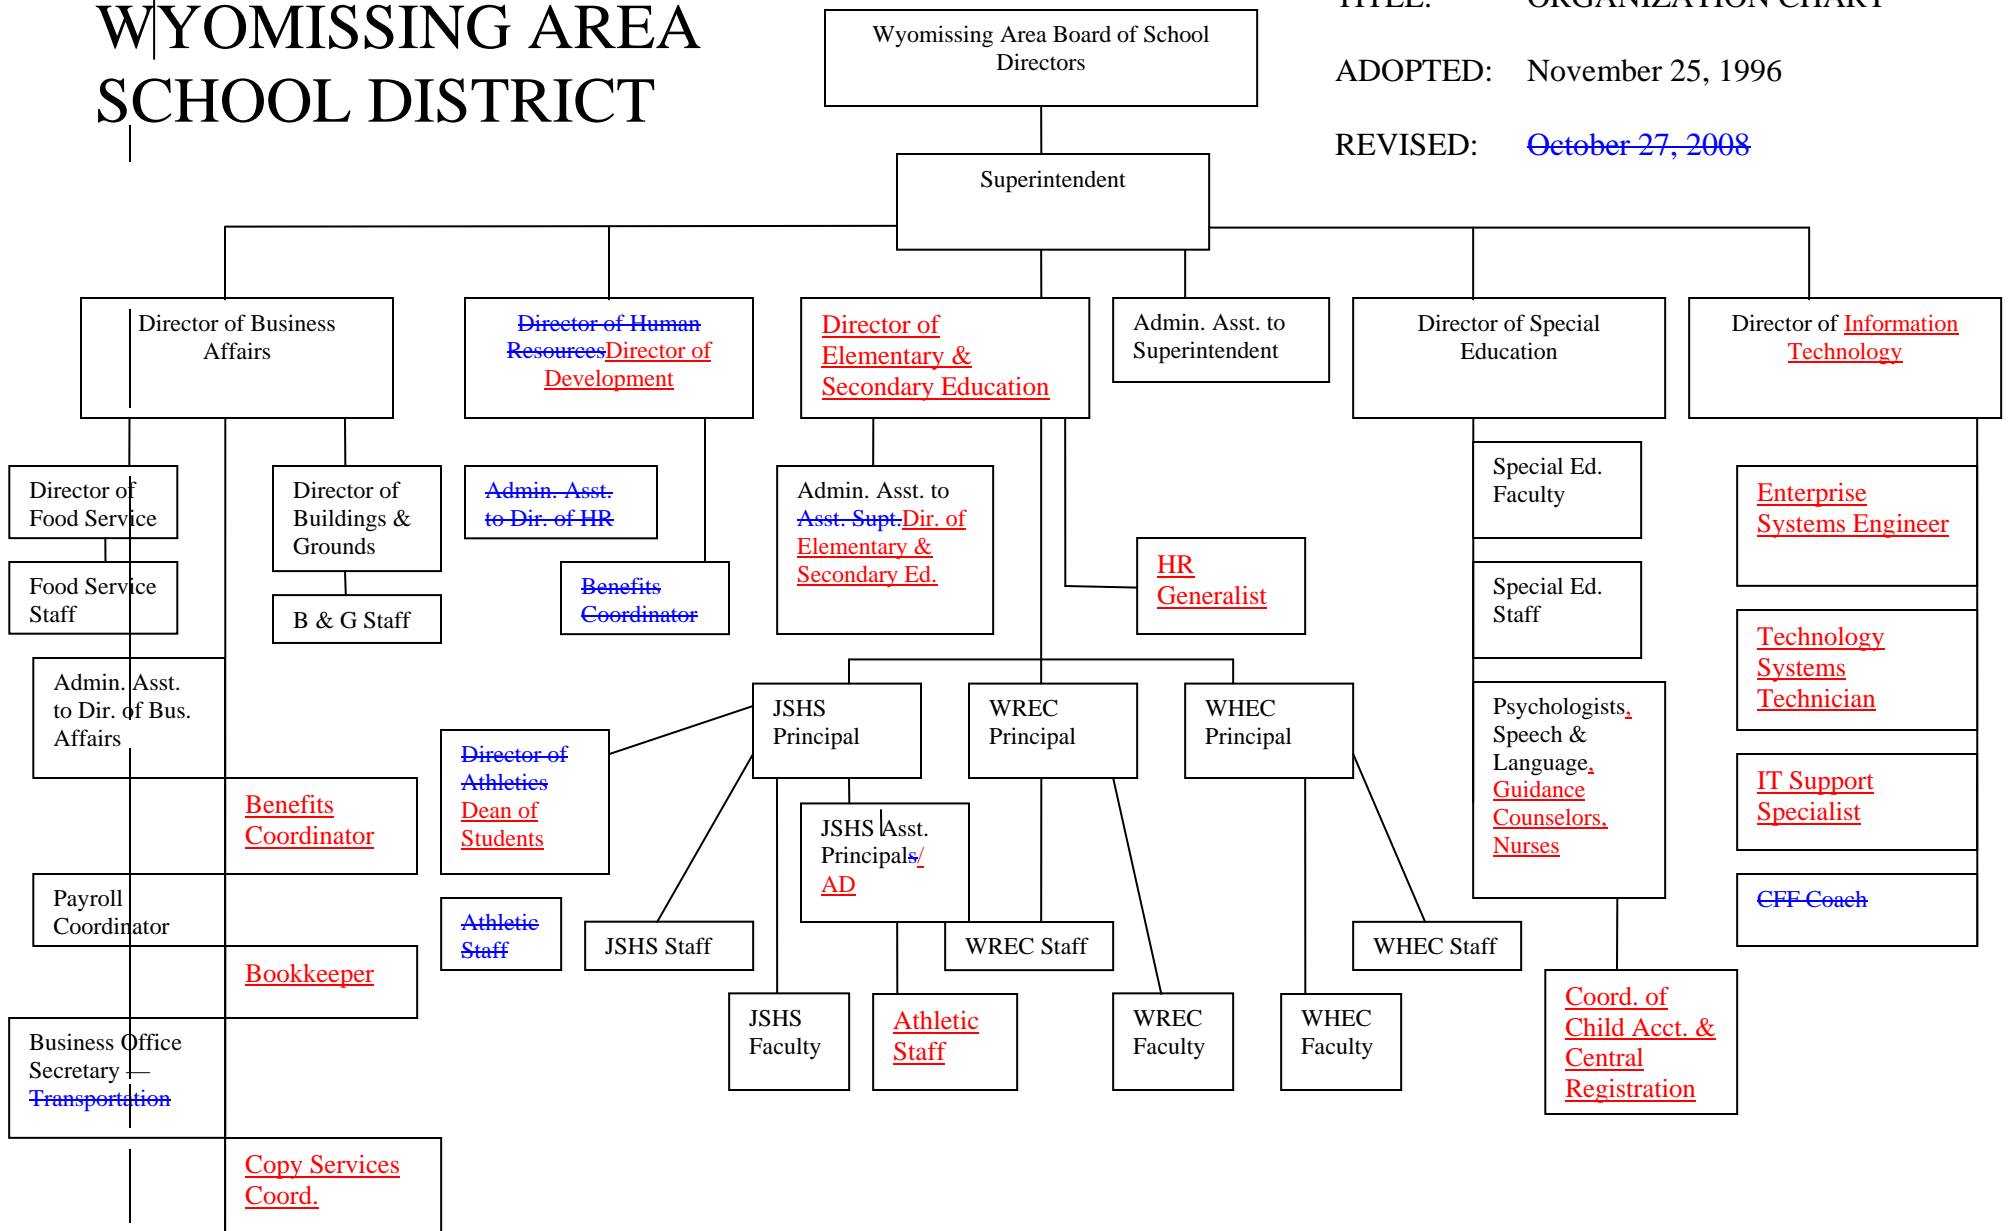 WYOMISSING AREA
SCHOOL DISTRICT
TITLE: ORGANIZATION CHART
ADOPTED: November 25, 1996
REVISED: October 27, 2008
Wyomissing Area Board of School
Directors
Superintendent
Director of Business
Affairs
Director of Human
ResourcesDirector of
Development
Director of
Elementary &
Secondary Education
Admin. Asst. to
Superintendent
Director of Special
Education
Director of Information
Technology
Director of
Food Service
Food Service
Staff
Director of
Buildings &
Grounds
B & G Staff
Admin. Asst.
to Dir. of HR
Benefits
Coordinator
Admin. Asst. to
Asst. Supt.Dir. of
Elementary &
Secondary Ed.
HR
Generalist
Special Ed.
Faculty
Special Ed.
Staff
Psychologists,
Speech &
Language,
Guidance
Counselors,
Nurses
Coord. of
Child Acct. &
Central
Registration
Enterprise
Systems Engineer
Technology
Systems
Technician
IT Support
Specialist
CFF Coach
Admin. Asst.
to Dir. of Bus.
Affairs
Benefits
Coordinator
Payroll
Coordinator
Bookkeeper
Business Office
Secretary —
Transportation
Copy Services
Coord.
JSHS
Principal
WREC
Principal
WHEC
Principal
Director of
Athletics
Dean of
Students
Athletic
Staff
JSHS Asst.
Principals/
AD
JSHS Staff
WREC Staff
WHEC Staff
JSHS
Faculty
Athletic
Staff
WREC
Faculty
WHEC
Faculty